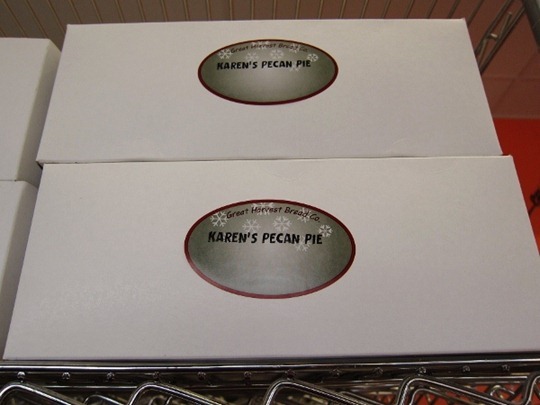 Great Harvest Bread Co.
KAREN'S PECAN PIE
Great Harvest Bread Co.
KAREN'S PECAN PIE